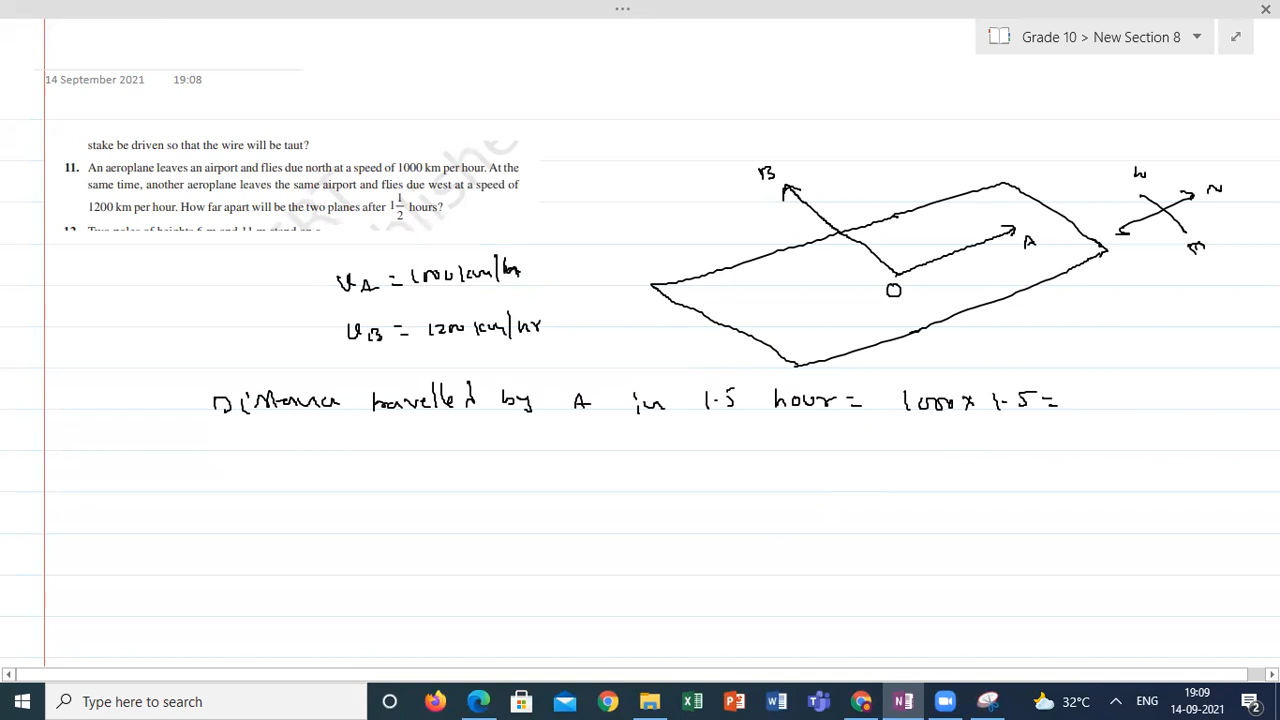 Grade 10 > New Section 8
14 September 2021 19:08
stake be driven so that the wire will be taut?
11. An aeroplane leaves an airport and flies due north at a speed of 1000 km per hour. At the
same time, another aeroplane leaves the same airport and flies due west at a speed of
1200 km per hour. How far apart will be the two planes after 1 1/2 hours?
B
W
N
A
E
O
VA = 1000 km/hr
VB = 1200 km/hr
Distance travelled by A in 1.5 hour = 1000 x 1.5 =
Type here to search
32°C
ENG
19:09
14-09-2021
2